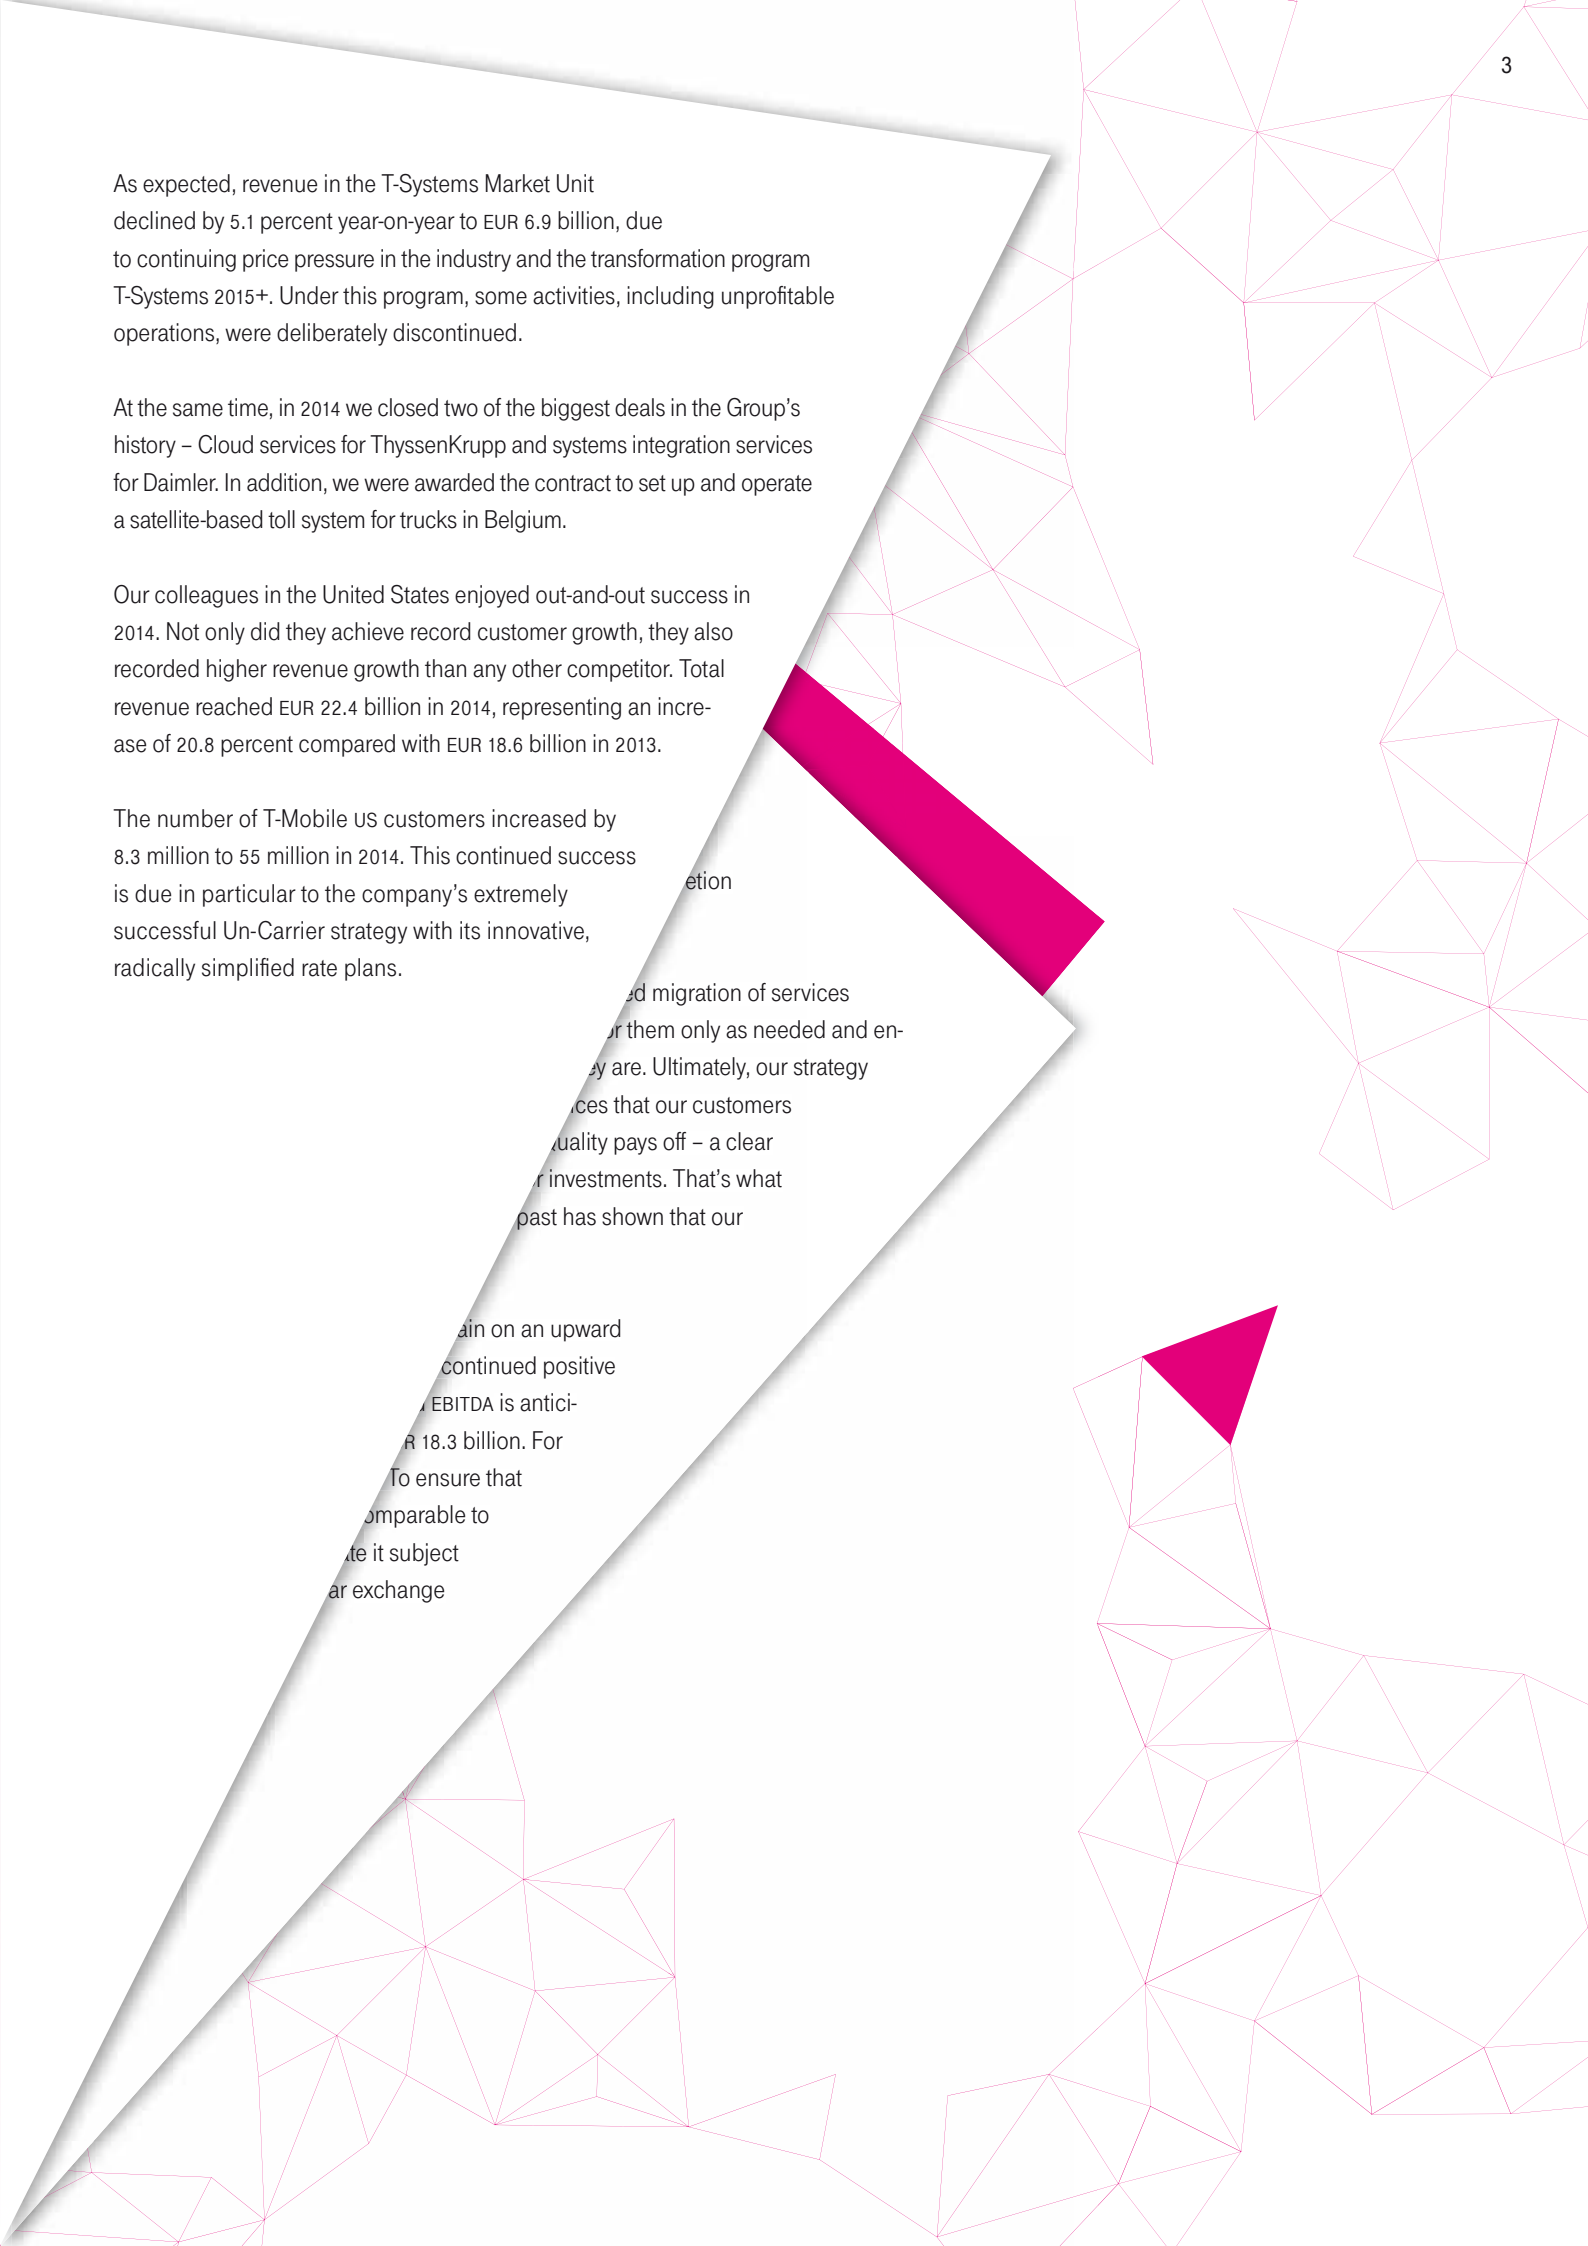 3
As expected, revenue in the T-Systems Market Unit
declined by 5.1 percent year-on-year to EUR 6.9 billion, due
to continuing price pressure in the industry and the transformation program
T-Systems 2015+. Under this program, some activities, including unprofitable
operations, were deliberately discontinued.
At the same time, in 2014 we closed two of the biggest deals in the Group’s
history – Cloud services for ThyssenKrupp and systems integration services
for Daimler. In addition, we were awarded the contract to set up and operate
a satellite-based toll system for trucks in Belgium.
Our colleagues in the United States enjoyed out-and-out success in
2014. Not only did they achieve record customer growth, they also
recorded higher revenue growth than any other competitor. Total
revenue reached EUR 22.4 billion in 2014, representing an incre-
ase of 20.8 percent compared with EUR 18.6 billion in 2013.
The number of T-Mobile US customers increased by
8.3 million to 55 million in 2014. This continued success
is due in particular to the company’s extremely
successful Un-Carrier strategy with its innovative,
radically simplified rate plans.
etion
migration of services
them only as needed and en-
are. Ultimately, our strategy
that our customers
pays off – a clear
investments. That’s what
past has shown that our
on an upward
continued positive
EBITDA is antici-
18.3 billion. For
To ensure that
to
it subject
exchange